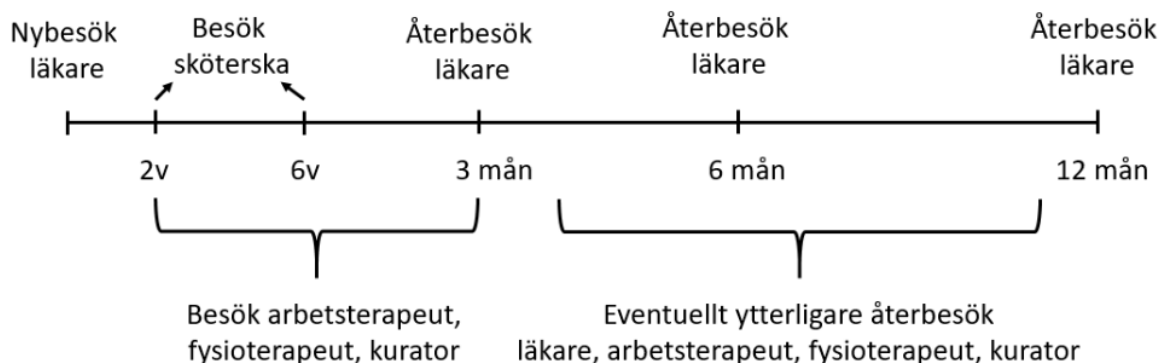 Nybesök
läkare
Besök
sköterska
Återbesök
läkare
Återbesök
läkare
Återbesök
läkare
2v
6v
3 mån
6 mån
12 mån
Besök arbetsterapeut,
fysioterapeut, kurator
Eventuellt ytterligare återbesök
läkare, arbetsterapeut, fysioterapeut, kurator